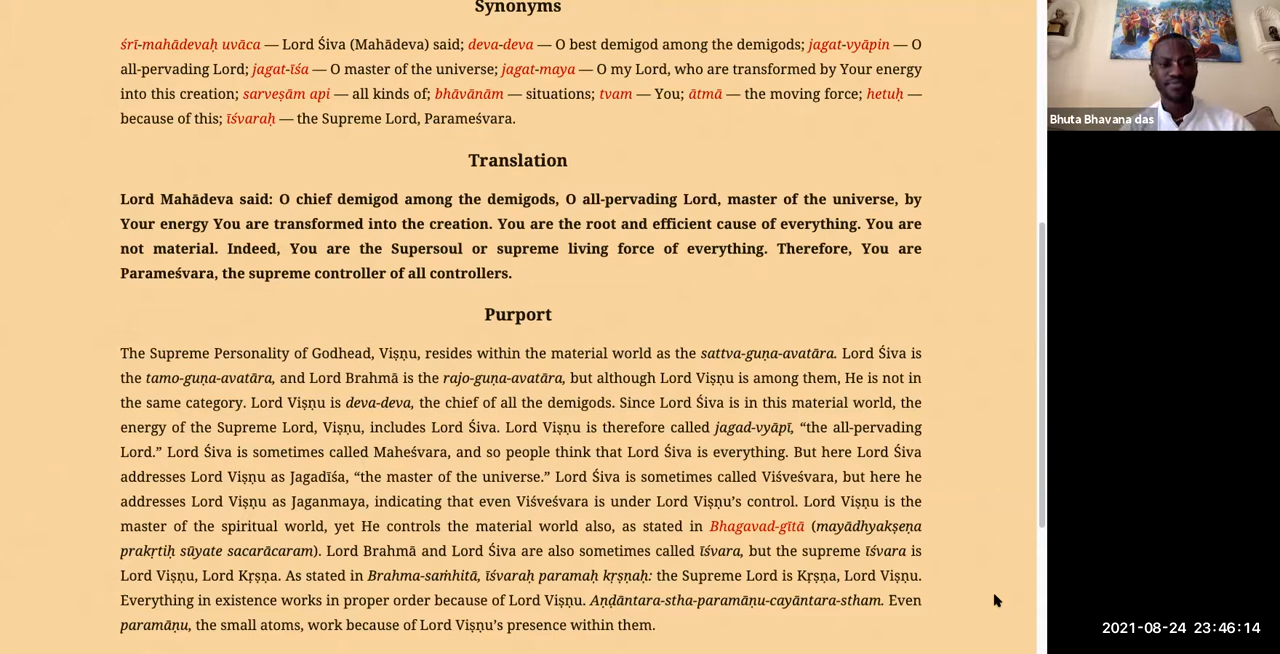 Synonyms
śrī-mahādevaḥ uvāca — Lord Śiva (Mahādeva) said; deva-deva — O best demigod among the demigods; jagat-vyāpin — O
all-pervading Lord; jagat-īśa — O master of the universe; jagat-maya — O my Lord, who are transformed by Your energy
into this creation; sarveṣām api — all kinds of; bhāvānām — situations; tvam — You; ātmā — the moving force; hetuḥ —
because of this; īśvaraḥ — the Supreme Lord, Parameśvara.
Translation
Lord Mahādeva said: O chief demigod among the demigods, O all-pervading Lord, master of the universe, by
Your energy You are transformed into the creation. You are the root and efficient cause of everything. You are
not material. Indeed, You are the Supersoul or supreme living force of everything. Therefore, You are
Parameśvara, the supreme controller of all controllers.
Purport
The Supreme Personality of Godhead, Viṣṇu, resides within the material world as the sattva-guṇa-avatāra. Lord Śiva is
the tamo-guṇa-avatāra, and Lord Brahmā is the rajo-guṇa-avatāra, but although Lord Viṣṇu is among them, He is not in
the same category. Lord Viṣṇu is deva-deva, the chief of all the demigods. Since Lord Śiva is in this material world, the
energy of the Supreme Lord, Viṣṇu, includes Lord Śiva. Lord Viṣṇu is therefore called jagad-vyāpī, “the all-pervading
Lord.” Lord Śiva is sometimes called Maheśvara, and so people think that Lord Śiva is everything. But here Lord Śiva
addresses Lord Viṣṇu as Jagadīśa, “the master of the universe.” Lord Śiva is sometimes called Viśveśvara, but here he
addresses Lord Viṣṇu as Jaganmaya, indicating that even Viśveśvara is under Lord Viṣṇu’s control. Lord Viṣṇu is the
master of the spiritual world, yet He controls the material world also, as stated in Bhagavad-gītā (mayādhyakṣeṇa
prakṛtiḥ sūyate sacarācaram). Lord Brahmā and Lord Śiva are also sometimes called īśvara, but the supreme īśvara is
Lord Viṣṇu, Lord Kṛṣṇa. As stated in Brahma-saṁhitā, īśvaraḥ paramaḥ kṛṣṇaḥ: the Supreme Lord is Kṛṣṇa, Lord Viṣṇu.
Everything in existence works in proper order because of Lord Viṣṇu. Aṇḍāntara-stha-paramāṇu-cayāntara-stham. Even
paramāṇu, the small atoms, work because of Lord Viṣṇu’s presence within them.
Bhuta Bhavana das
2021-08-24 23:46:14